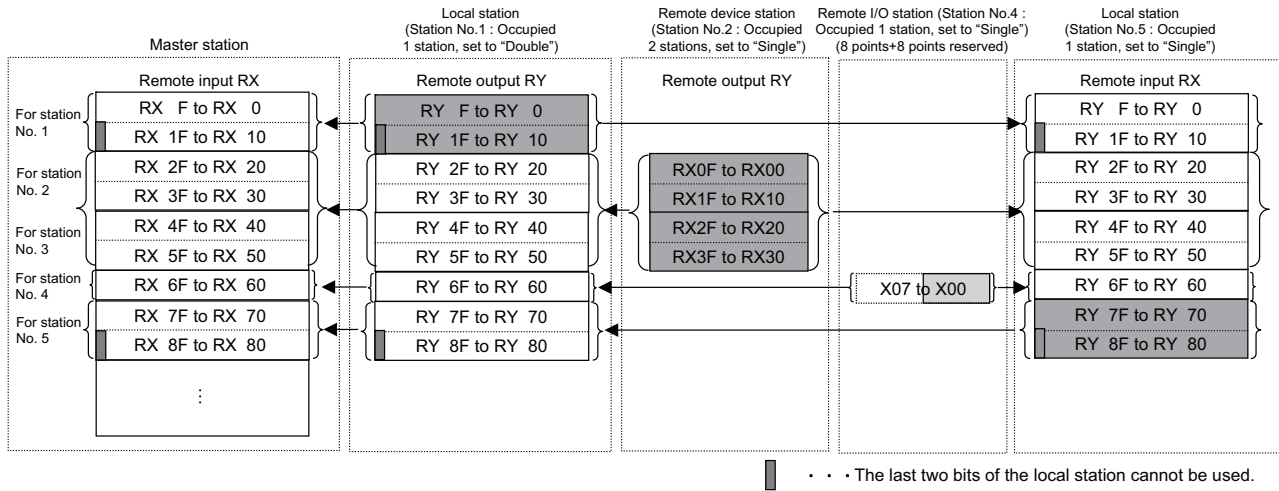 Master station
Local station
(Station No.1 : Occupied
1 station, set to “Double”)
Remote device station
(Station No.2 : Occupied
2 stations, set to “Single”)
Remote I/O station (Station No.4 :
Occupied 1 station, set to “Single”)
(8 points+8 points reserved)
Local station
(Station No.5 : Occupied
1 station, set to “Single”)
Remote input RX
For station
No. 1
For station
No. 2
For station
No. 3
For station
No. 4
For station
No. 5
RX F to RX 0
RX 1F to RX 10
RX 2F to RX 20
RX 3F to RX 30
RX 4F to RX 40
RX 5F to RX 50
RX 6F to RX 60
RX 7F to RX 70
RX 8F to RX 80
⋮
Remote output RY
RY F to RY 0
RY 1F to RY 10
RY 2F to RY 20
RY 3F to RY 30
RY 4F to RY 40
RY 5F to RY 50
RY 6F to RY 60
RY 7F to RY 70
RY 8F to RY 80
Remote output RY
RX0F to RX00
RX1F to RX10
RX2F to RX20
RX3F to RX30
X07 to X00
Remote input RX
RY F to RY 0
RY 1F to RY 10
RY 2F to RY 20
RY 3F to RY 30
RY 4F to RY 40
RY 5F to RY 50
RY 6F to RY 60
RY 7F to RY 70
RY 8F to RY 80
· · · The last two bits of the local station cannot be used.